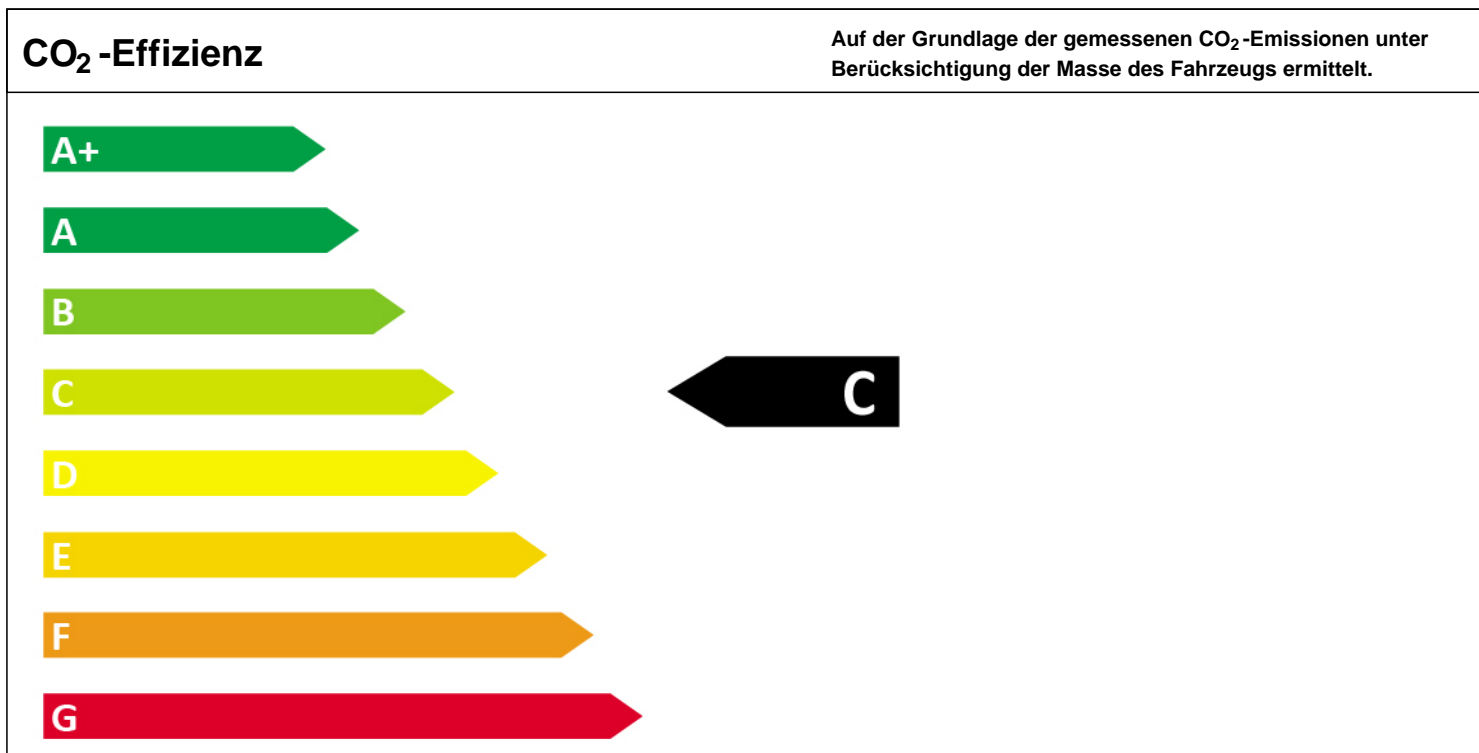 CO₂-Effizienz
Auf der Grundlage der gemessenen CO₂-Emissionen unter
Berücksichtigung der Masse des Fahrzeugs ermittelt.
A+
A
B
C
C
D
E
F
G